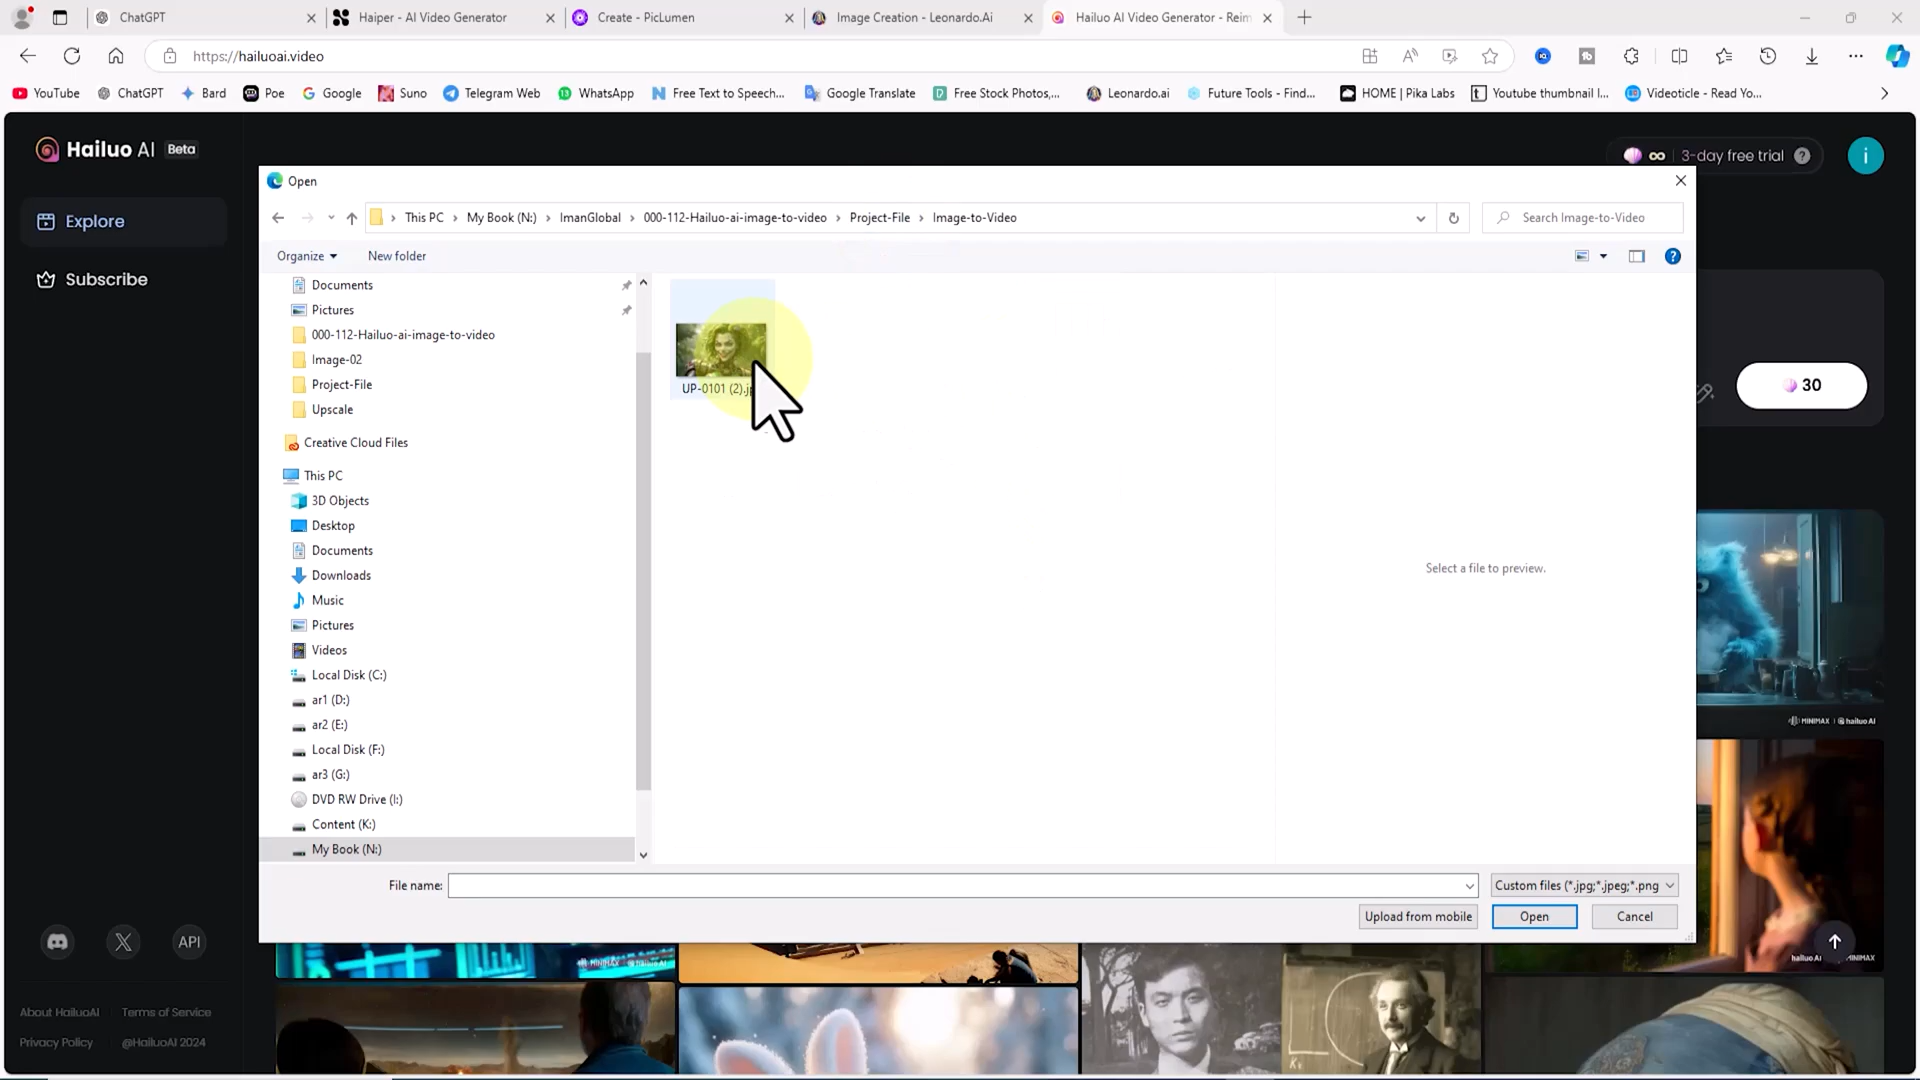 ChatGPT
Haiper - AI Video Generator
Create - PicLumen
Image Creation - Leonardo.Ai
Hailuo AI Video Generator - Reim
https://hailuoai.video
YouTube
ChatGPT
Bard
Poe
Google
Suno
Telegram Web
WhatsApp
Free Text to Speech...
Google Translate
Free Stock Photos,...
Leonardo.ai
Future Tools - Find...
HOME | Pika Labs
Youtube thumbnail l...
Videoticle - Read Yo...
Hailuo AI Beta
3-day free trial
i
Explore
Subscribe
Open
This PC > My Book (N:) > ImanGlobal > 000-112-Hailuo-ai-image-to-video > Project-File > Image-to-Video
Search Image-to-Video
Organize
New folder
Documents
Pictures
000-112-Hailuo-ai-image-to-video
Image-02
Project-File
Upscale
Creative Cloud Files
This PC
3D Objects
Desktop
Documents
Downloads
Music
Pictures
Videos
Local Disk (C:)
ar1 (D:)
ar2 (E:)
Local Disk (F:)
ar3 (G:)
DVD RW Drive (I:)
Content (K:)
My Book (N:)
UP-0101 (2).jp
Select a file to preview.
30
File name:
Custom files (*.jpg;*.jpeg;*.png
Upload from mobile
Open
Cancel
MINIMAX | hailuo AI
MINIMAX
hailuo AI
MINIMAX
API
About HailuoAI
Terms of Service
Privacy Policy
@HailuoAI 2024